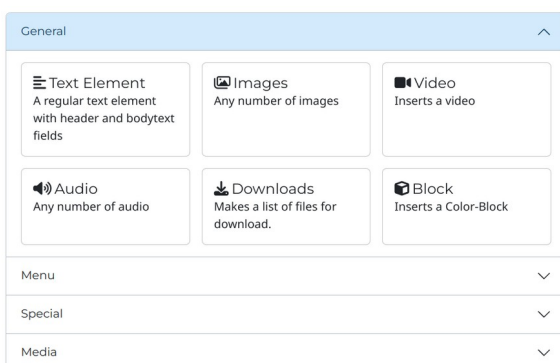 General
Text Element
A regular text element
with header and bodytext
fields
Images
Any number of images
Video
Inserts a video
Audio
Any number of audio
Downloads
Makes a list of files for
download.
Block
Inserts a Color-Block
Menu
Special
Media